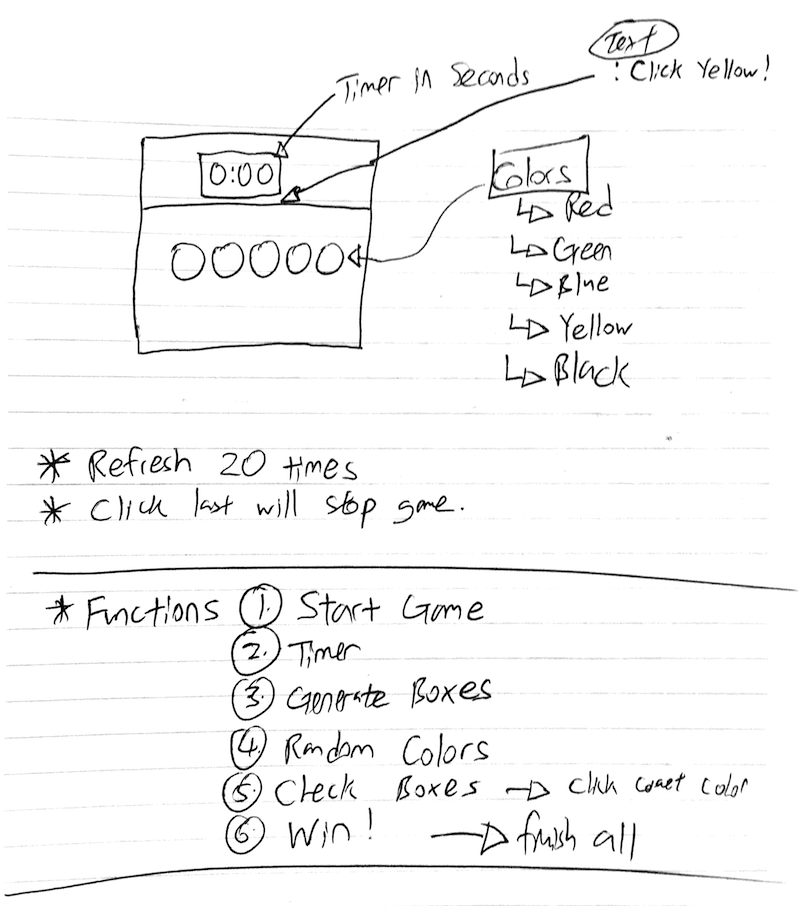 Text
: Click Yellow!
Timer in Seconds
0:00
Colors
Red
Green
Blue
Yellow
Black
* Refresh 20 times
* Click last will stop game.
* Functions 1. Start Game
2. Timer
3. Generate Boxes
4. Random Colors
5. Check Boxes → click corret color
6. Win! → finish all